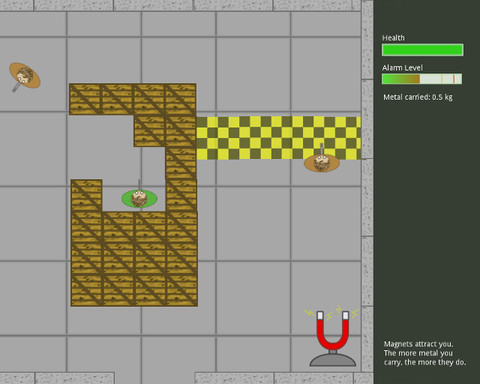 Health
Alarm Level
Metal carried: 0.5 kg
Magnets attract you.
The more metal you
carry, the more they do.